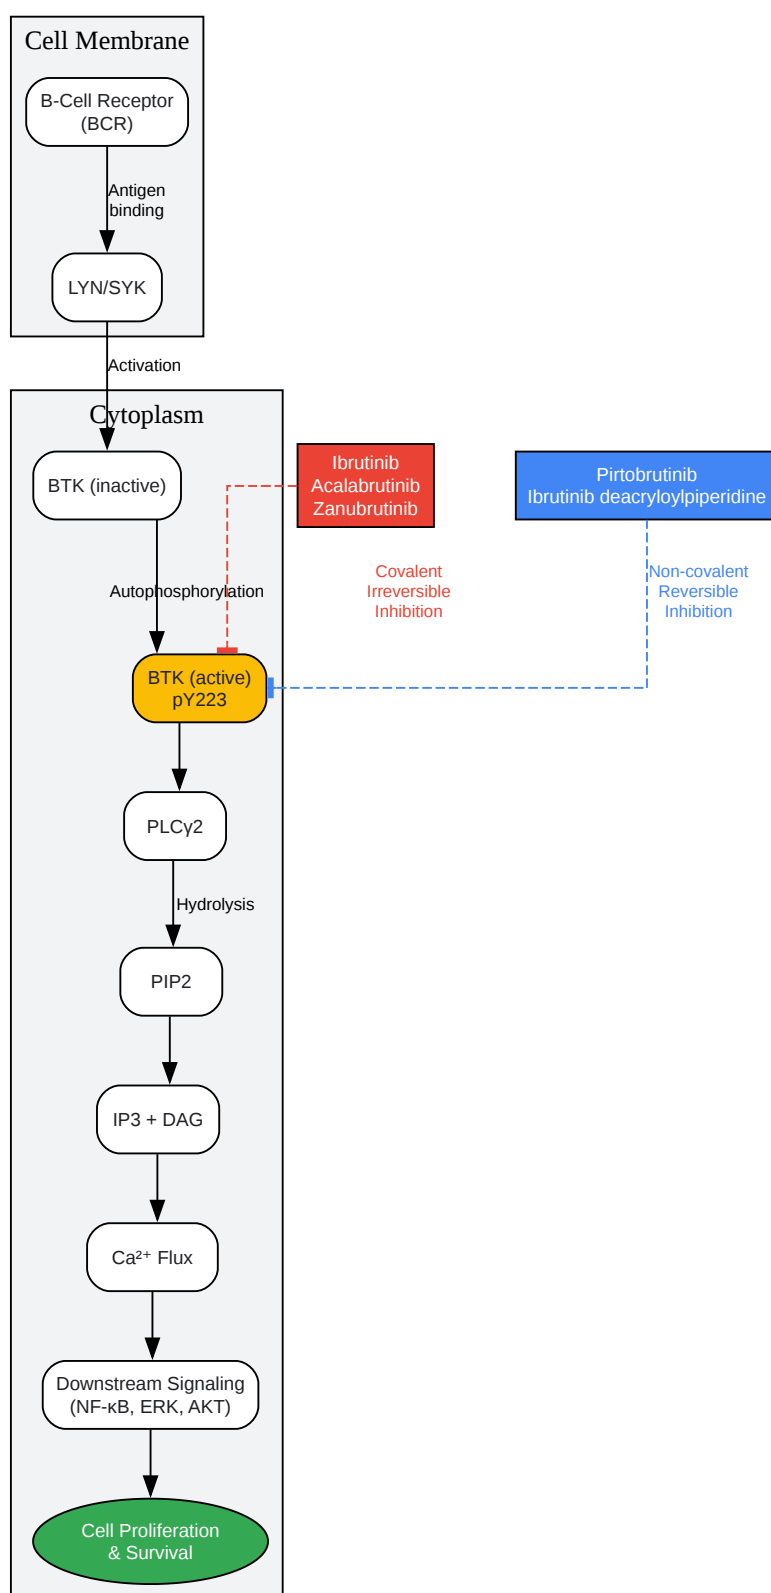 Cell Membrane
B-Cell Receptor
(BCR)
Antigen
binding
LYN/SYK
Activation
Cytoplasm
BTK (inactive)
Ibrutinib
Acalabrutinib
Zanubrutinib
Pirtobrutinib
Ibrutinib deacryloylpiperidine
Autophosphorylation
Covalent
Irreversible
Inhibition
Non-covalent
Reversible
Inhibition
BTK (active)
pY223
PLCγ2
Hydrolysis
PIP2
IP3 + DAG
Ca²⁺ Flux
Downstream Signaling
(NF-κB, ERK, AKT)
Cell Proliferation
& Survival